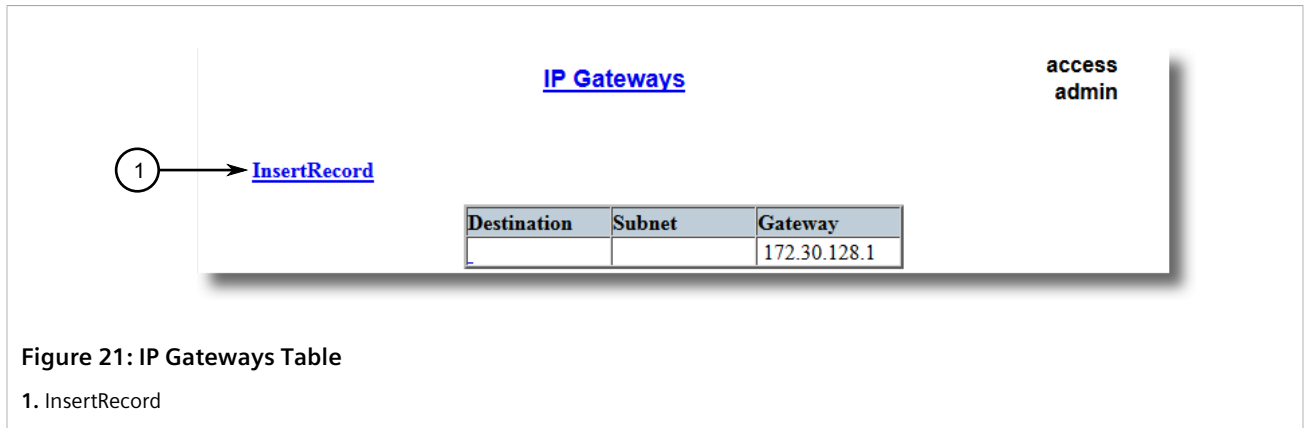 IP Gateways
access
admin
1
InsertRecord
Destination Subnet Gateway
172.30.128.1
Figure 21: IP Gateways Table
1. InsertRecord